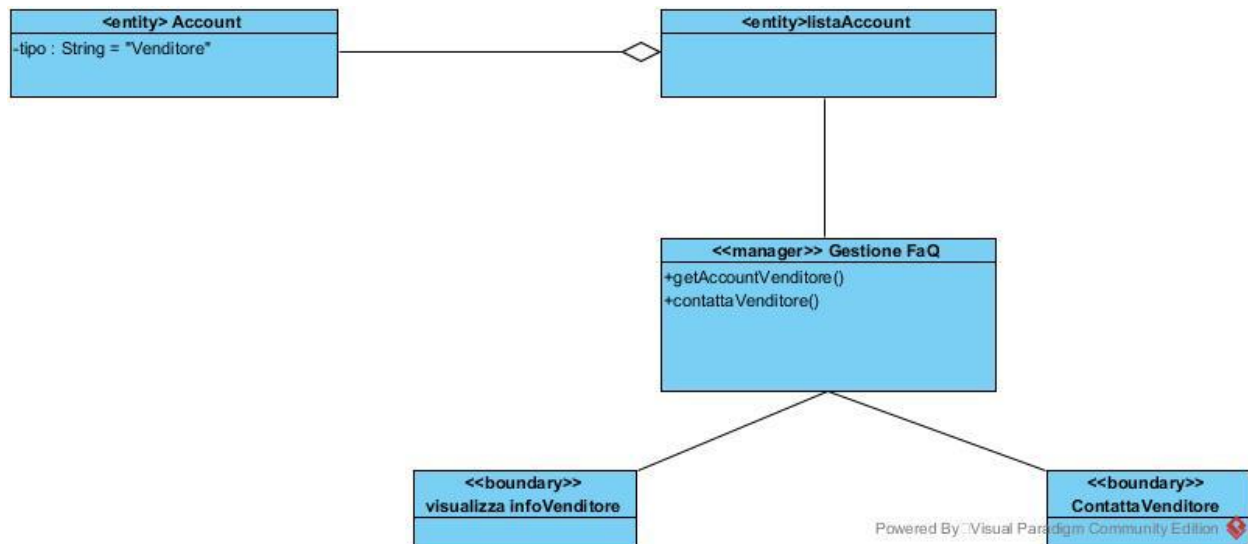 <entity> Account
-tipo : String = "Venditore"
<entity>listaAccount
<<manager>> Gestione FaQ
+getAccountVenditore()
+contattaVenditore()
<<boundary>>
visualizza infoVenditore
<<boundary>>
ContattaVenditore
Powered By Visual Paradigm Community Edition